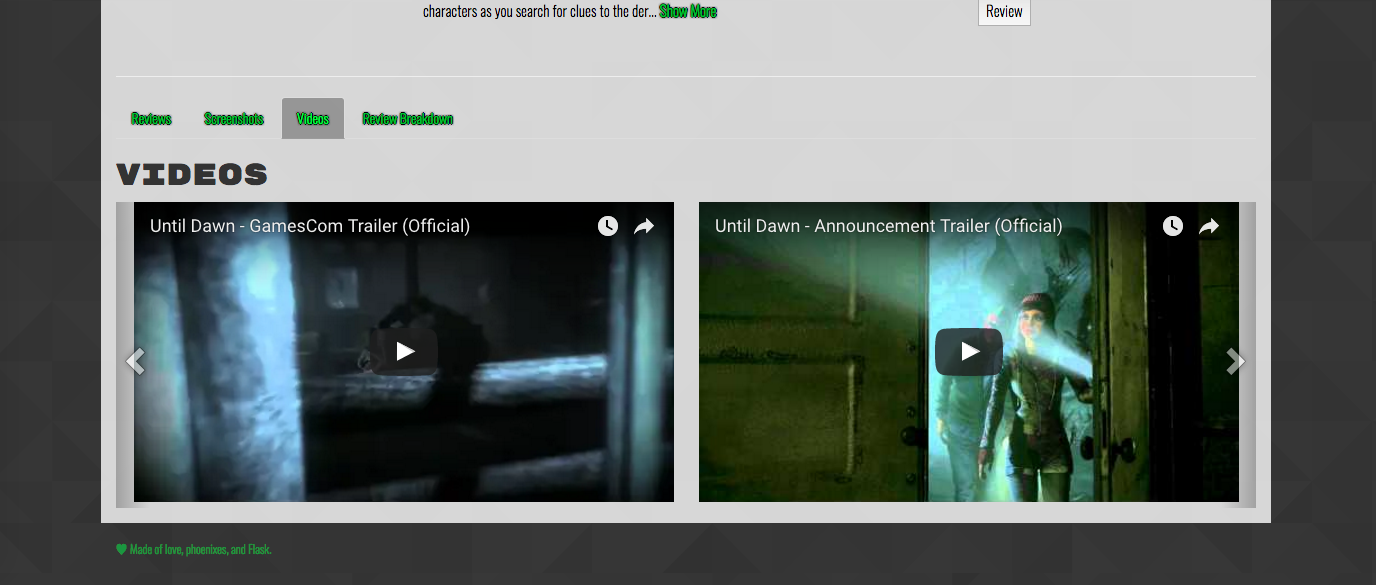 characters as you search for clues to the der... Show More
Review
Reviews Screenshots Videos Review Breakdown
VIDEOS
Until Dawn - GamesCom Trailer (Official)
Until Dawn - Announcement Trailer (Official)
Made of love, phoenixes, and Flask.